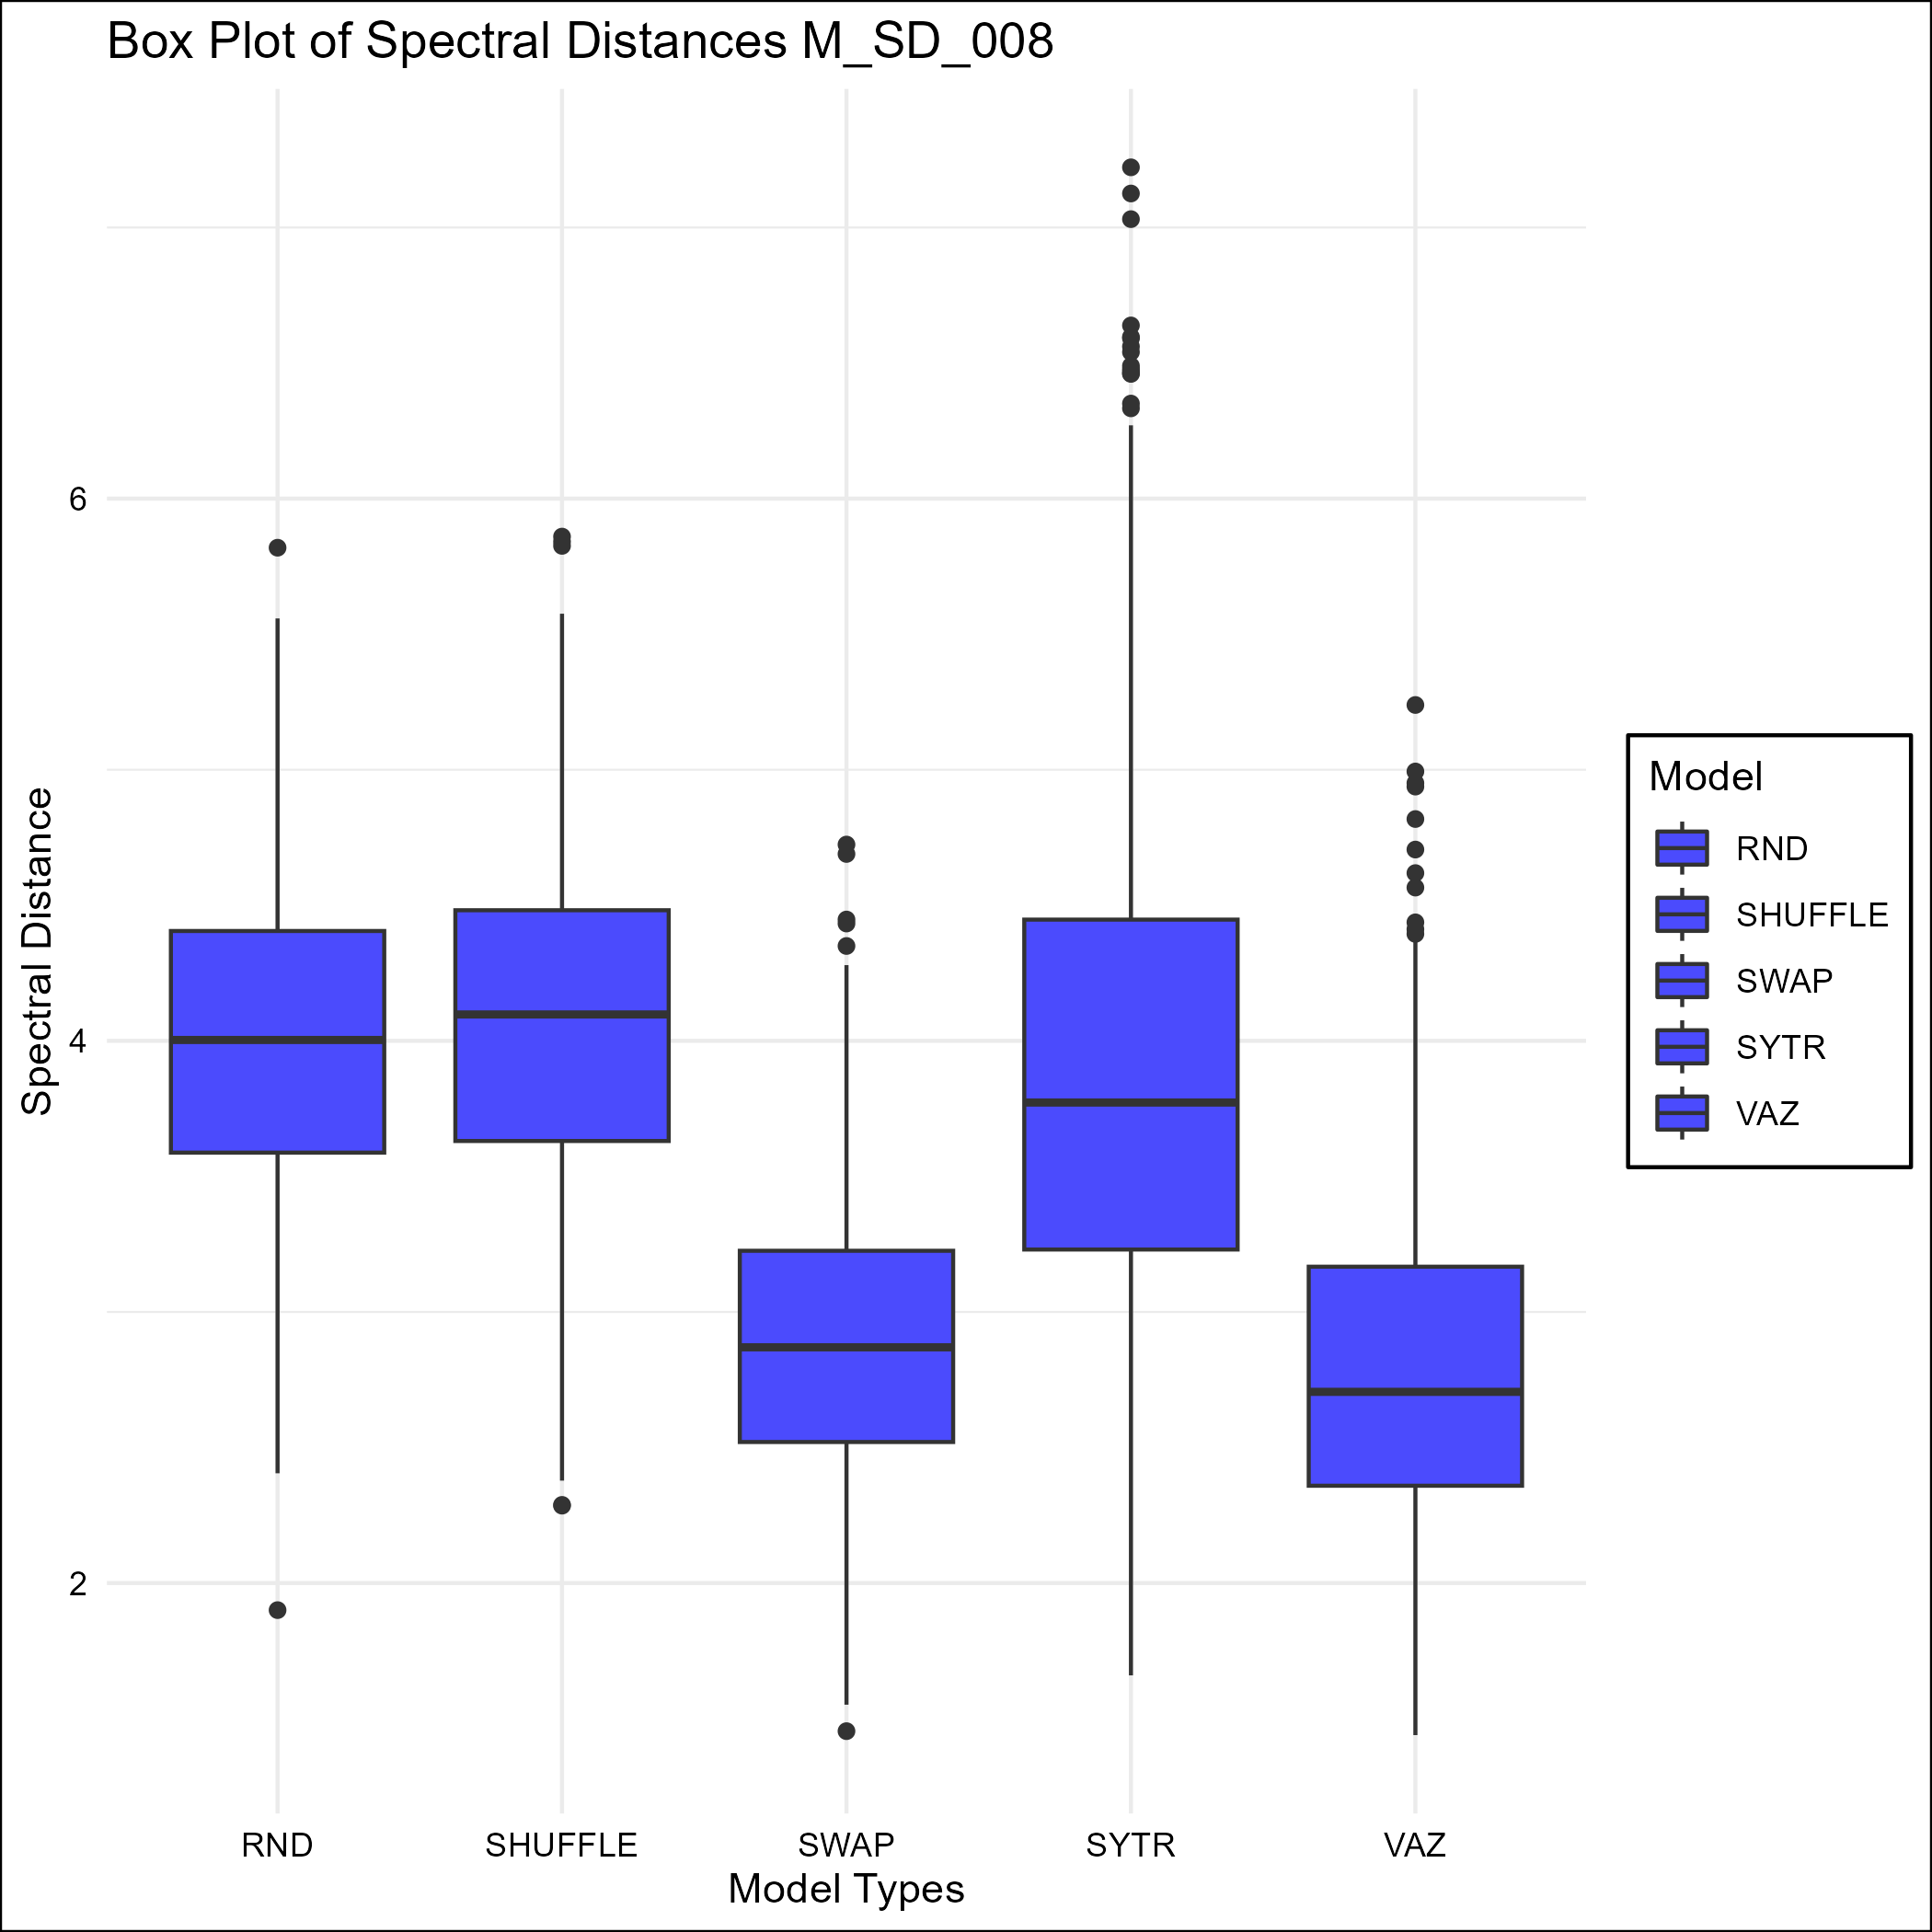 Box Plot of Spectral Distances M_SD_008
Spectral Distance
6
4
2
RND SHUFFLE SWAP SYTR VAZ
Model Types
Model
RND
SHUFFLE
SWAP
SYTR
VAZ